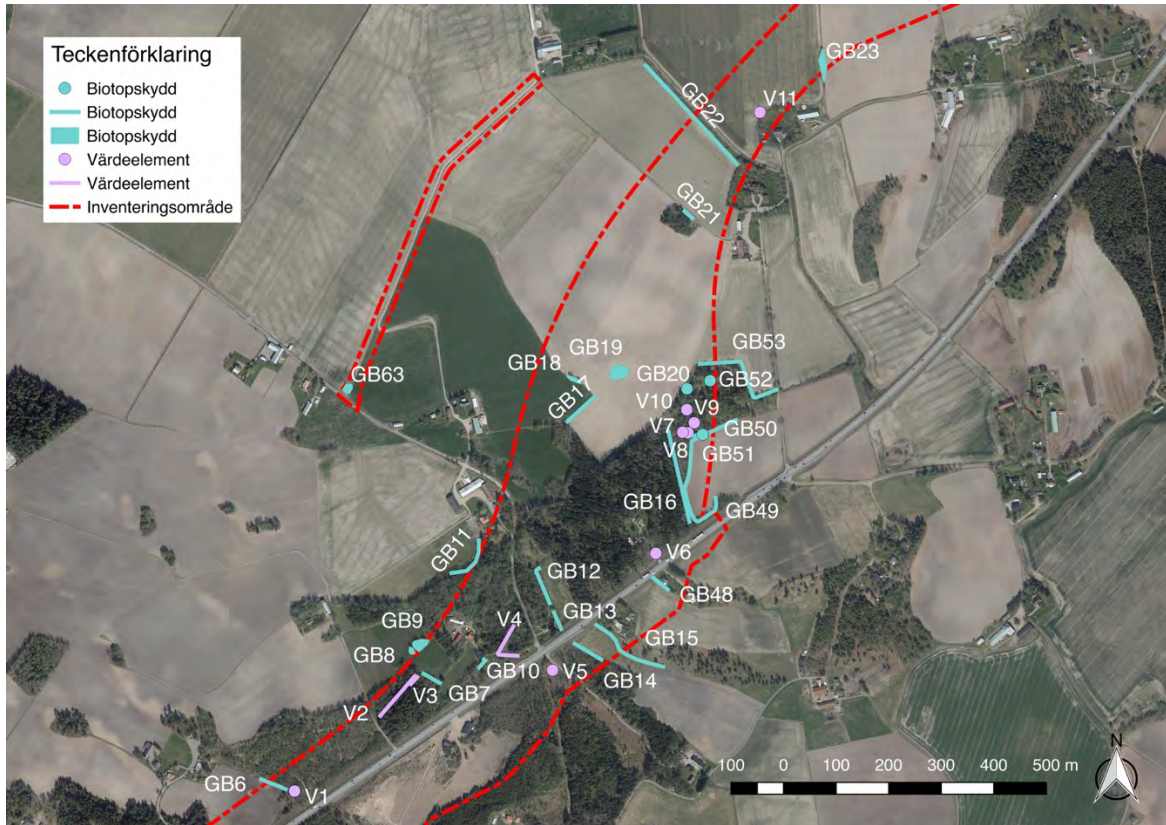 Teckenförklaring
Biotopskydd
Biotopskydd
Biotopskydd
Värdeelement
Värdeelement
Inventeringsområde
GB23
GB22
V11
GB21
GB53
GB18
GB19
GB20
GB52
GB63
V10
V9
GB17
V7
GB50
V8
GB51
GB16
GB49
GB11
V6
GB12
GB48
GB13
V4
GB9
GB15
GB8
GB10
V5
GB14
V3
GB7
V2
GB6
V1
N
100 0 100 200 300 400 500 m